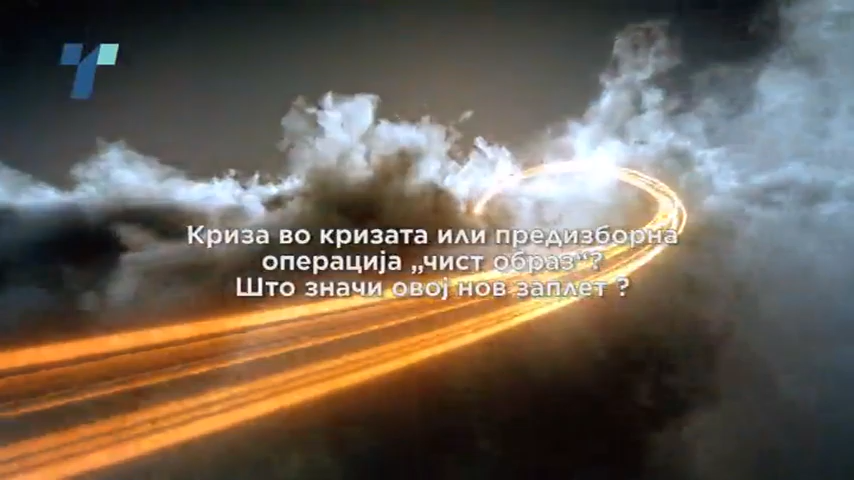 Криза во кризата или предизборна
операција „чист образ“?
Што значи овој нов заплет ?